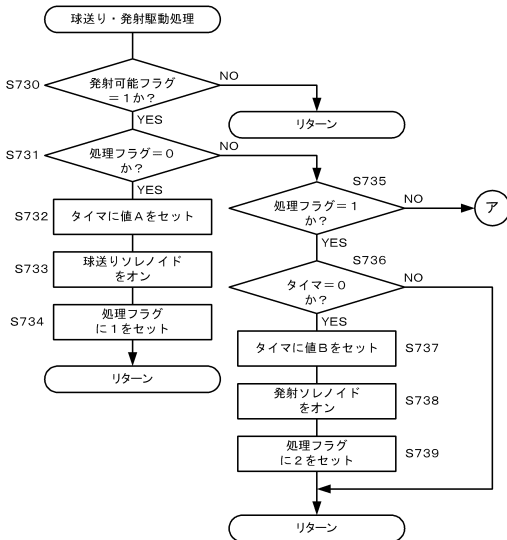 球送り・発射駆動処理
S730
発射可能フラグ
＝１か？
NO
YES
リターン
S731
処理フラグ＝０
か？
NO
YES
S732
タイマに値Ａをセット
S733
球送りソレノイド
をオン
S734
処理フラグ
に１をセット
リターン
S735
処理フラグ＝１
か？
NO
ア
YES
S736
タイマ＝０
か？
NO
YES
タイマに値Ｂをセット
S737
発射ソレノイド
をオン
S738
処理フラグ
に２をセット
S739
リターン